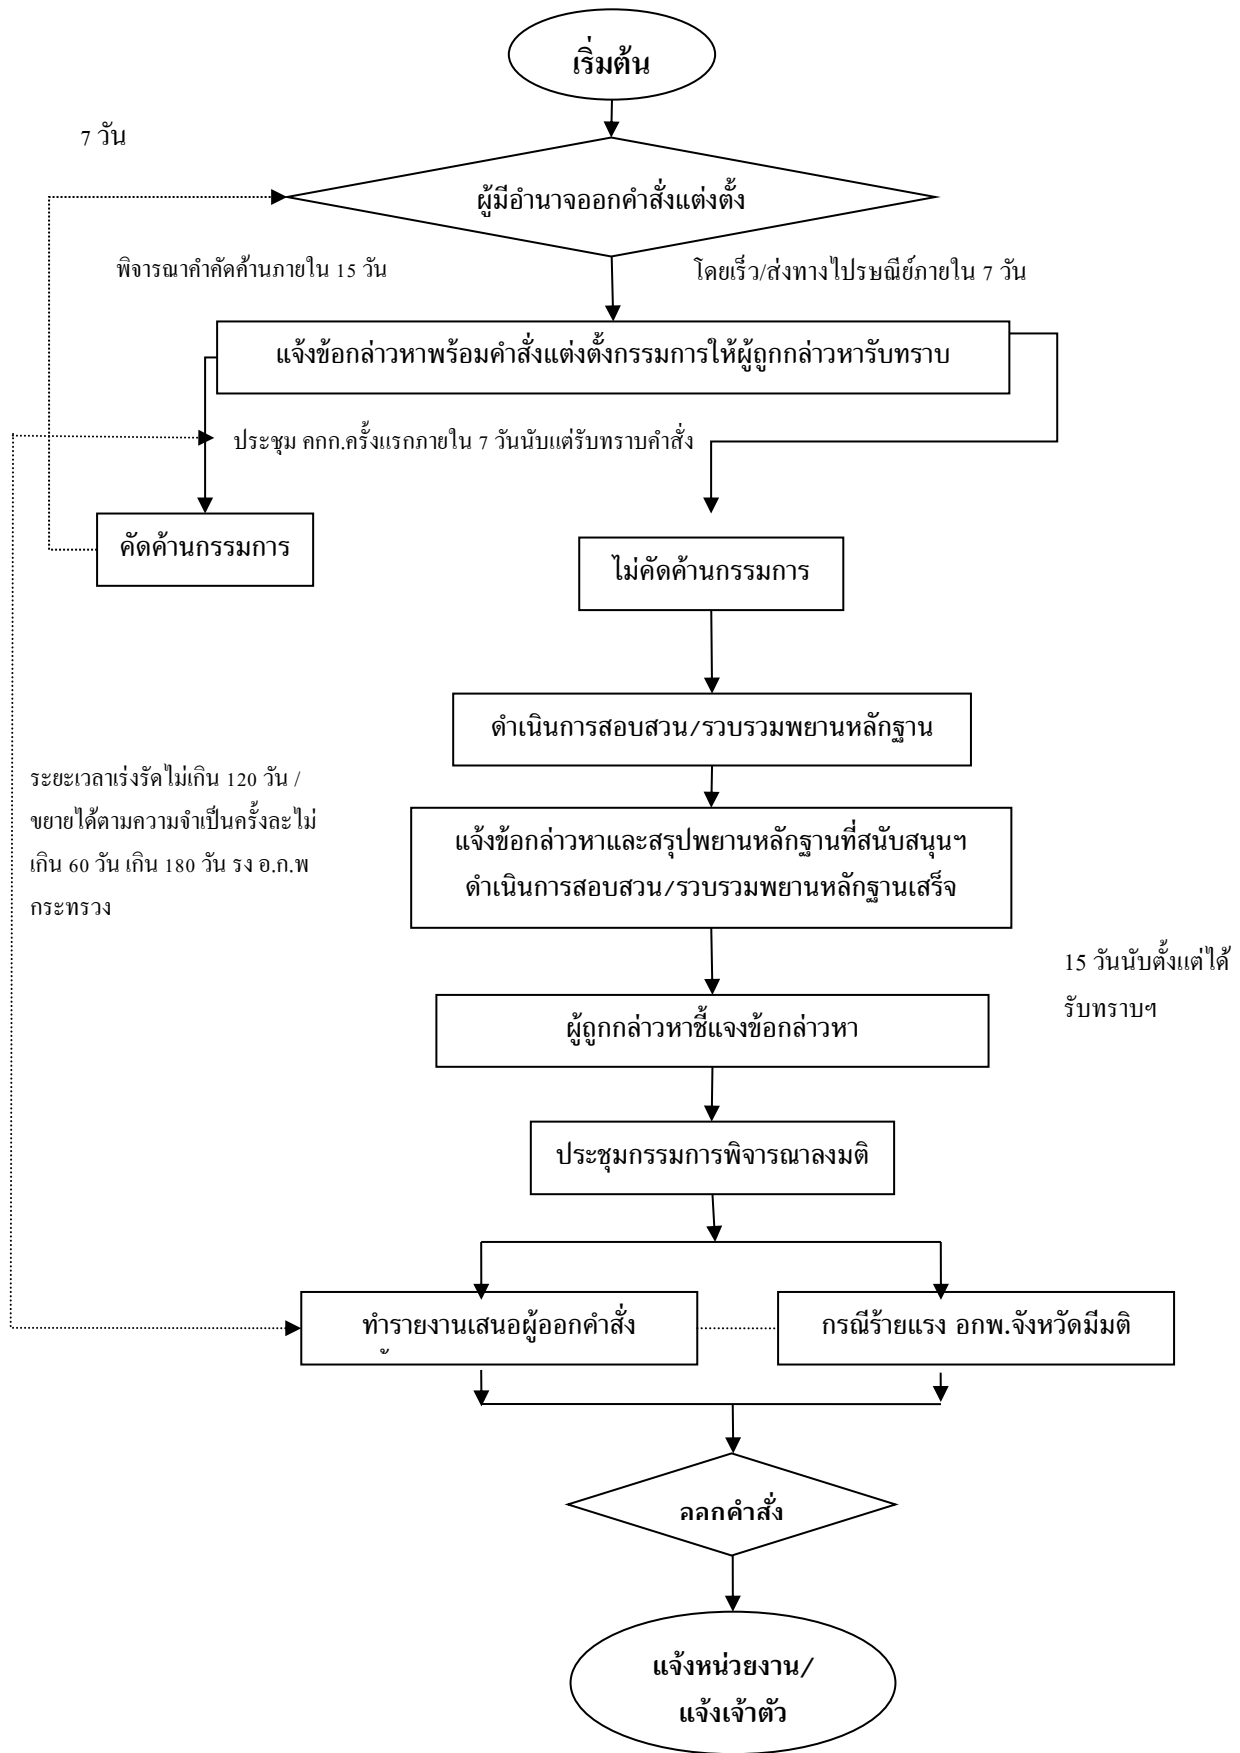 เริ่มต้น
7 วัน
ผู้มีอำนาจออกคำสั่งแต่งตั้ง
พิจารณาคำคัดค้านภายใน 15 วัน
โดยเร็ว/ส่งทางไปรษณีย์ภายใน 7 วัน
แจ้งข้อกล่าวหาพร้อมคำสั่งแต่งตั้งกรรมการให้ผู้ถูกกล่าวหารับทราบ
ประชุม คกก.ครั้งแรกภายใน 7 วันนับแต่รับทราบคำสั่ง
คัดค้านกรรมการ
ไม่คัดค้านกรรมการ
ดำเนินการสอบสวน/รวบรวมพยานหลักฐาน
ระยะเวลาเร่งรัดไม่เกิน 120 วัน /
ขยายได้ตามความจำเป็นครั้งละไม่
เกิน 60 วัน เกิน 180 วัน รง อ.ก.พ
กระทรวง
แจ้งข้อกล่าวหาและสรุปพยานหลักฐานที่สนับสนุนฯ
ดำเนินการสอบสวน/รวบรวมพยานหลักฐานเสร็จ
15 วันนับตั้งแต่ได้
รับทราบฯ
ผู้ถูกกล่าวหาชี้แจงข้อกล่าวหา
ประชุมกรรมการพิจารณาลงมติ
ทำรายงานเสนอผู้ออกคำสั่ง
กรณีร้ายแรง อกพ.จังหวัดมีมติ
ออกคำสั่ง
แจ้งหน่วยงาน/
แจ้งเจ้าตัว